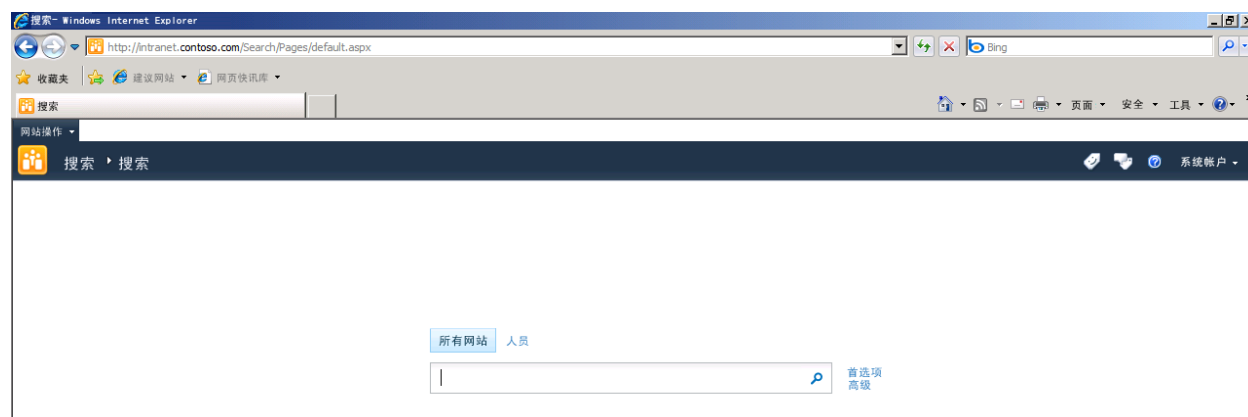 搜索- Windows Internet Explorer
http://intranet.contoso.com/Search/Pages/default.aspx
Bing
收藏夹 建议网站 网页快讯库
搜索 页面 安全 工具
网站操作
搜索 搜索 系统帐户
所有网站 人员
首选项
高级